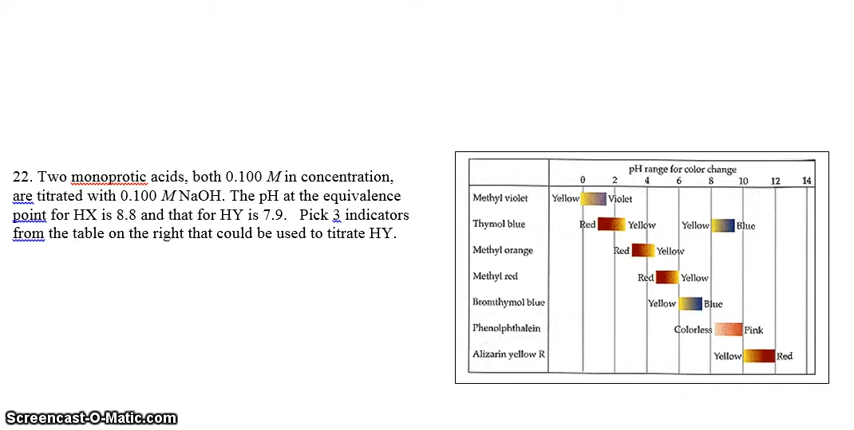 22. Two monoprotic acids, both 0.100 M in concentration,
are titrated with 0.100 M NaOH. The pH at the equivalence
point for HX is 8.8 and that for HY is 7.9. Pick 3 indicators
from the table on the right that could be used to titrate HY.
pH range for color change
0 2 4 6 8 10 12 14
Methyl violet Yellow Violet
Thymol blue Red Yellow Yellow Blue
Methyl orange Red Yellow
Methyl red Red Yellow
Bromthymol blue Yellow Blue
Phenolphthalein Colorless Pink
Alizarin yellow R Yellow Red
Screencast-O-Matic.com